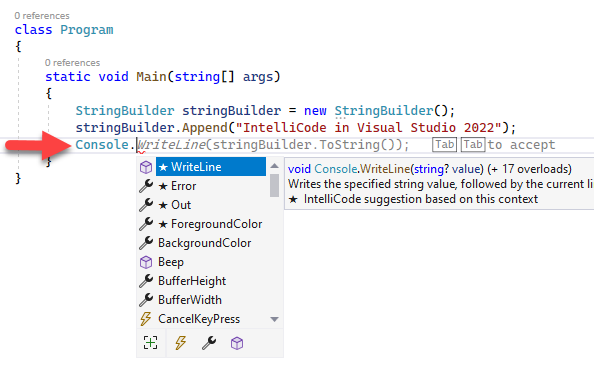 0 references
class Program
{
0 references
static void Main(string[] args)
{
StringBuilder stringBuilder = new StringBuilder();
stringBuilder.Append("IntelliCode in Visual Studio 2022");
Console.WriteLine(stringBuilder.ToString()); Tab Tab to accept
}
}
★ WriteLine
★ Error
★ Out
★ ForegroundColor
BackgroundColor
Beep
BufferHeight
BufferWidth
CancelKeyPress
void Console.WriteLine(string? value) (+ 17 overloads)
Writes the specified string value, followed by the current li
★ IntelliCode suggestion based on this context